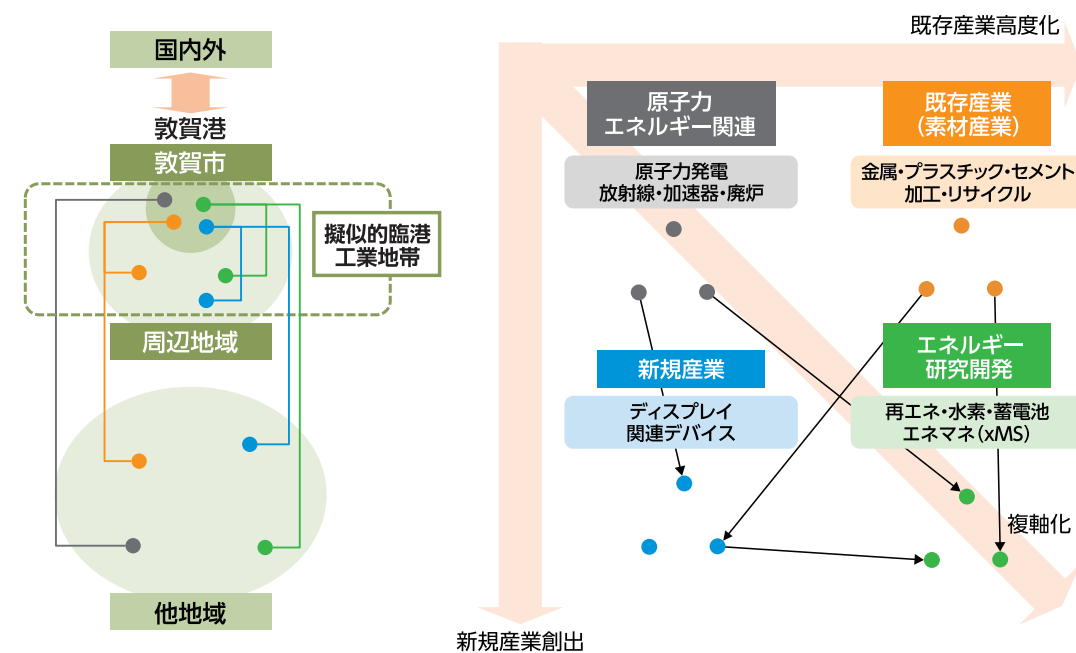 国内外
敦賀港
敦賀市
擬似的臨港
工業地帯
周辺地域
他地域
既存産業高度化
原子力
エネルギー関連
原子力発電
放射線・加速器・廃炉
既存産業
(素材産業)
金属・プラスチック・セメント
加工・リサイクル
新規産業
ディスプレイ
関連デバイス
エネルギー
研究開発
再エネ・水素・蓄電池
エネマネ(xMS)
複軸化
新規産業創出